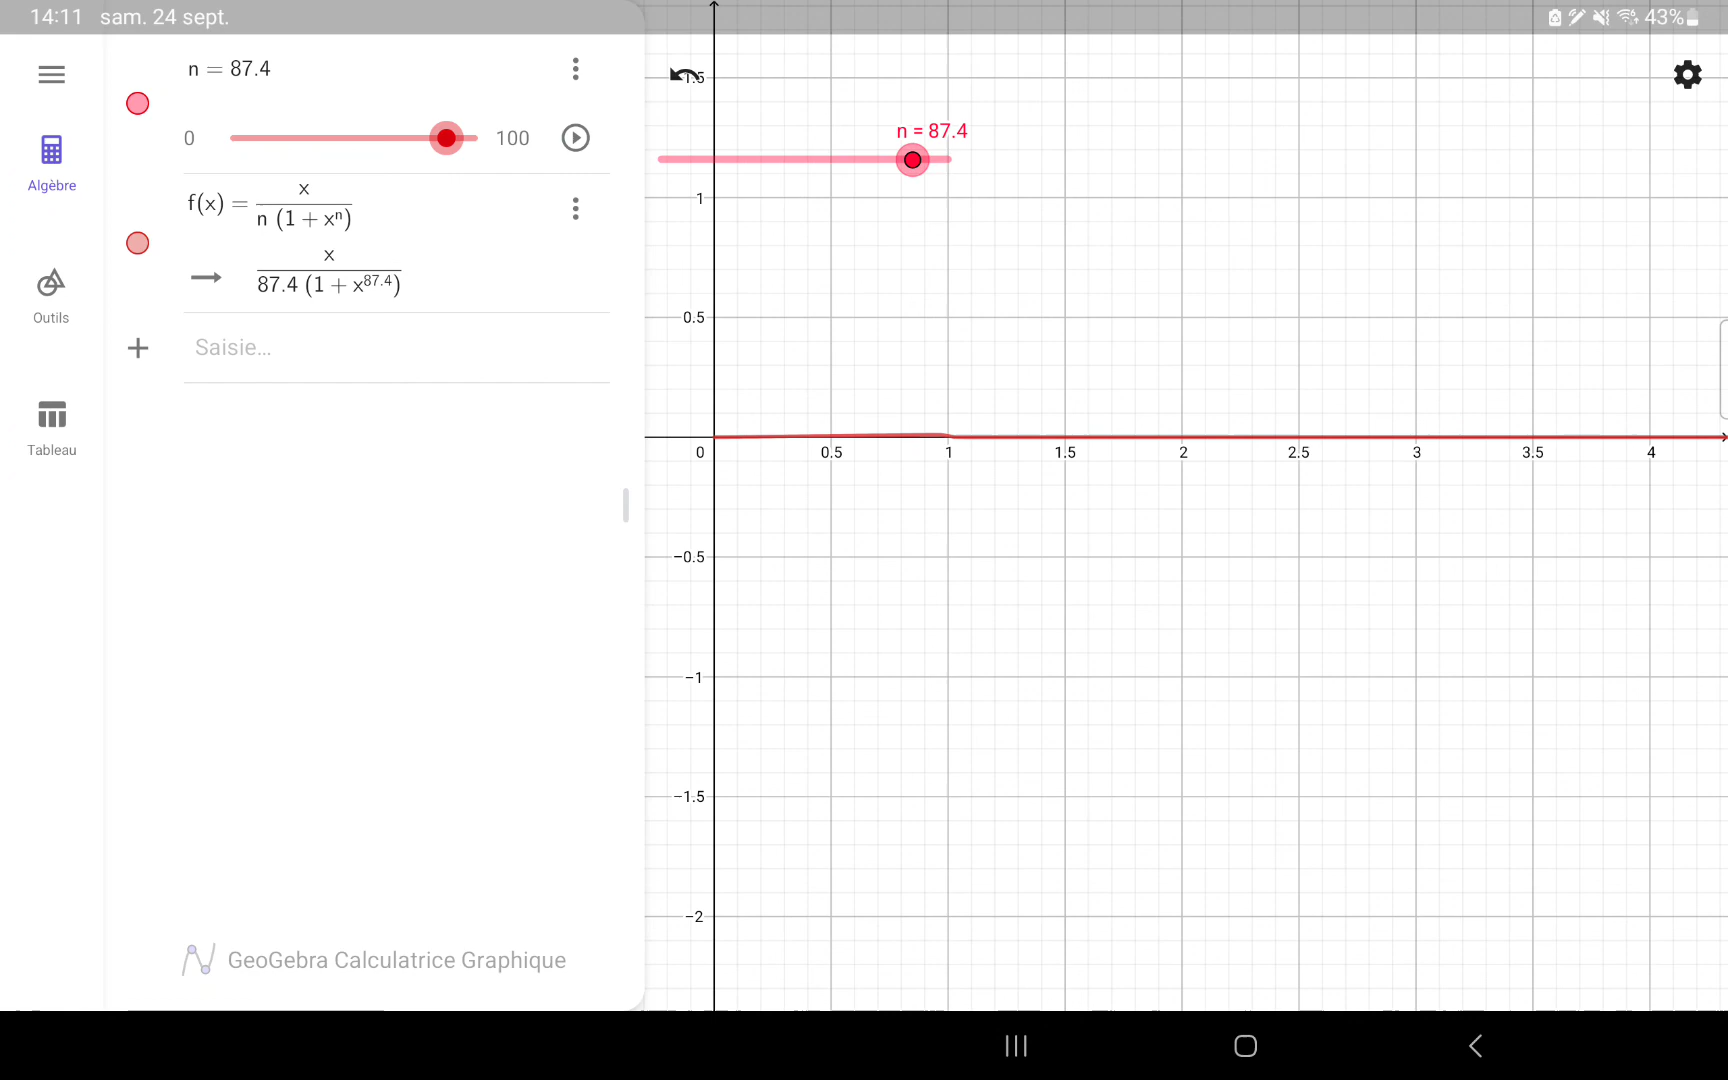 14:11 sam. 24 sept.
43%
n = 87.4
0
100
f(x) = x / n (1 + xⁿ)
→ x / 87.4 (1 + x^87.4)
Saisie…
Algèbre
Outils
Tableau
GeoGebra Calculatrice Graphique
n = 87.4
1.5
1
0.5
0 0.5 1 1.5 2 2.5 3 3.5 4
−0.5
−1
−1.5
−2